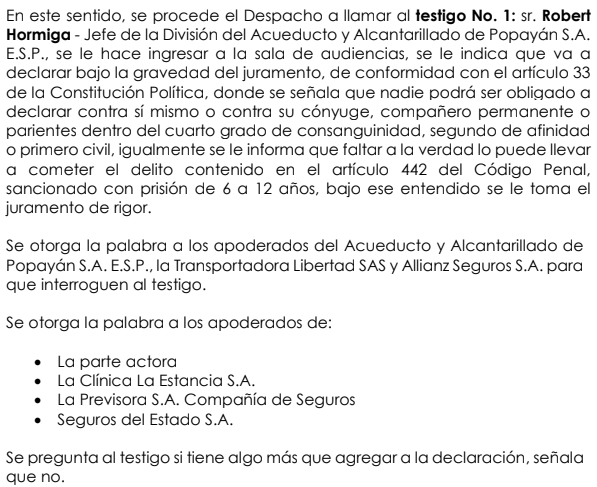 En este sentido, se procede el Despacho a llamar al testigo No. 1: sr. Robert
Hormiga - Jefe de la División del Acueducto y Alcantarillado de Popayán S.A.
E.S.P., se le hace ingresar a la sala de audiencias, se le indica que va a
declarar bajo la gravedad del juramento, de conformidad con el artículo 33
de la Constitución Política, donde se señala que nadie podrá ser obligado a
declarar contra sí mismo o contra su cónyuge, compañero permanente o
parientes dentro del cuarto grado de consanguinidad, segundo de afinidad
o primero civil, igualmente se le informa que faltar a la verdad lo puede llevar
a cometer el delito contenido en el artículo 442 del Código Penal,
sancionado con prisión de 6 a 12 años, bajo ese entendido se le toma el
juramento de rigor.
Se otorga la palabra a los apoderados del Acueducto y Alcantarillado de
Popayán S.A. E.S.P., la Transportadora Libertad SAS y Allianz Seguros S.A. para
que interroguen al testigo.
Se otorga la palabra a los apoderados de:
• La parte actora
• La Clínica La Estancia S.A.
• La Previsora S.A. Compañía de Seguros
• Seguros del Estado S.A.
Se pregunta al testigo si tiene algo más que agregar a la declaración, señala
que no.